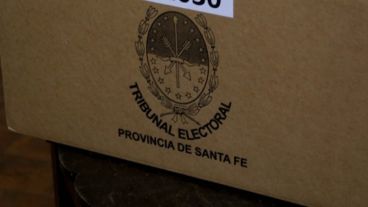 TRIBUNAL ELECTORAL
PROVINCIA DE SANTA FE